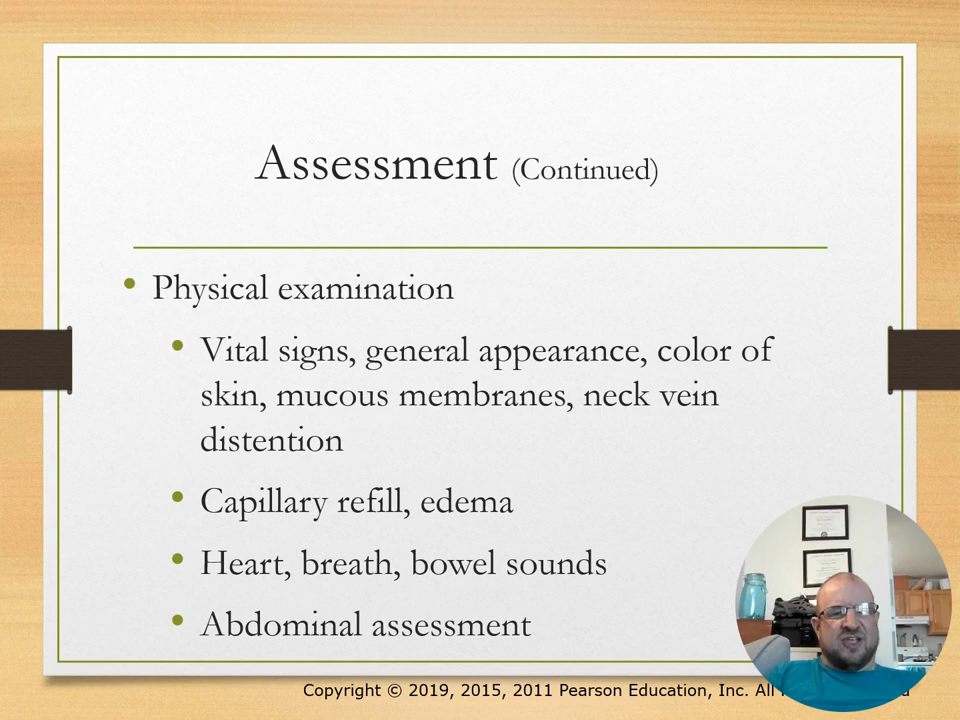 Assessment (Continued)
• Physical examination
• Vital signs, general appearance, color of
skin, mucous membranes, neck vein
distention
• Capillary refill, edema
• Heart, breath, bowel sounds
• Abdominal assessment
Copyright © 2019, 2015, 2011 Pearson Education, Inc. All